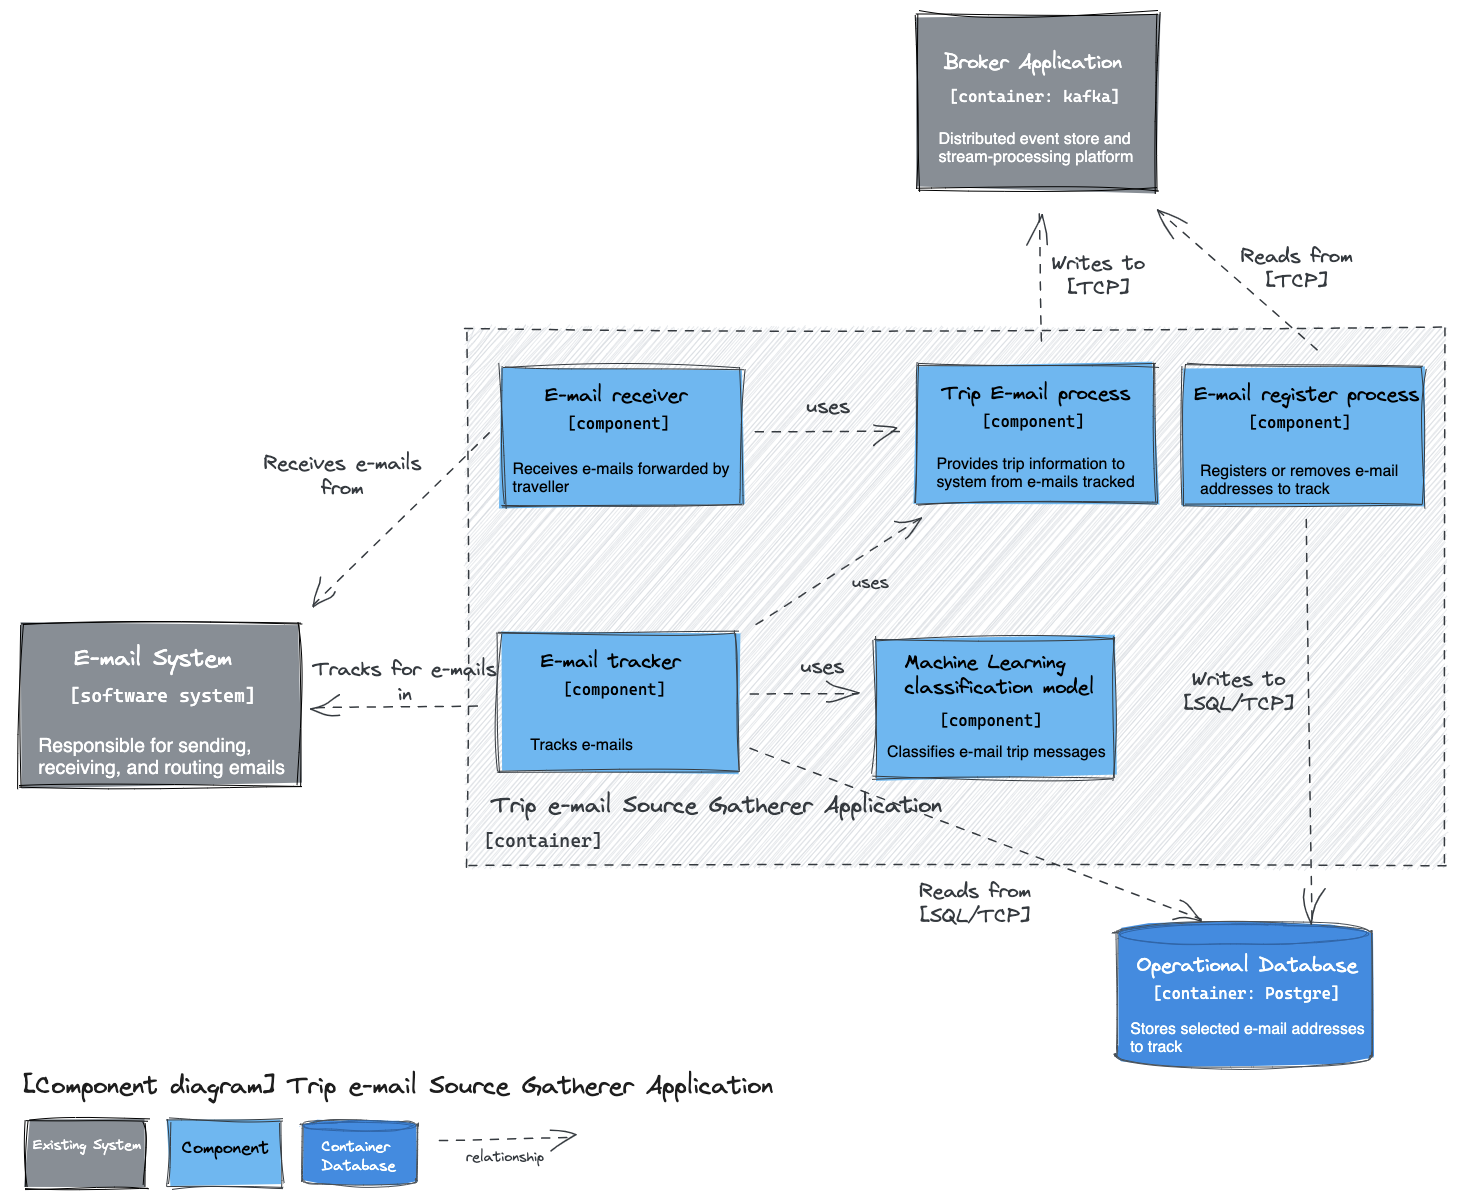 Broker Application
[container: kafka]
Distributed event store and
stream-processing platform
Writes to
[TCP]
Reads from
[TCP]
E-mail receiver
[component]
Receives e-mails forwarded by
traveller
uses
Trip E-mail process
[component]
Provides trip information to
system from e-mails tracked
E-mail register process
[component]
Registers or removes e-mail
addresses to track
Receives e-mails
from
uses
E-mail System
[software system]
Responsible for sending,
receiving, and routing emails
Tracks for e-mails
in
E-mail tracker
[component]
Tracks e-mails
uses
Machine Learning
classification model
[component]
Classifies e-mail trip messages
Writes to
[SQL/TCP]
Trip e-mail Source Gatherer Application
[container]
Reads from
[SQL/TCP]
Operational Database
[container: Postgre]
Stores selected e-mail addresses
to track
[Component diagram] Trip e-mail Source Gatherer Application
Existing System
Component
Container
Database
relationship